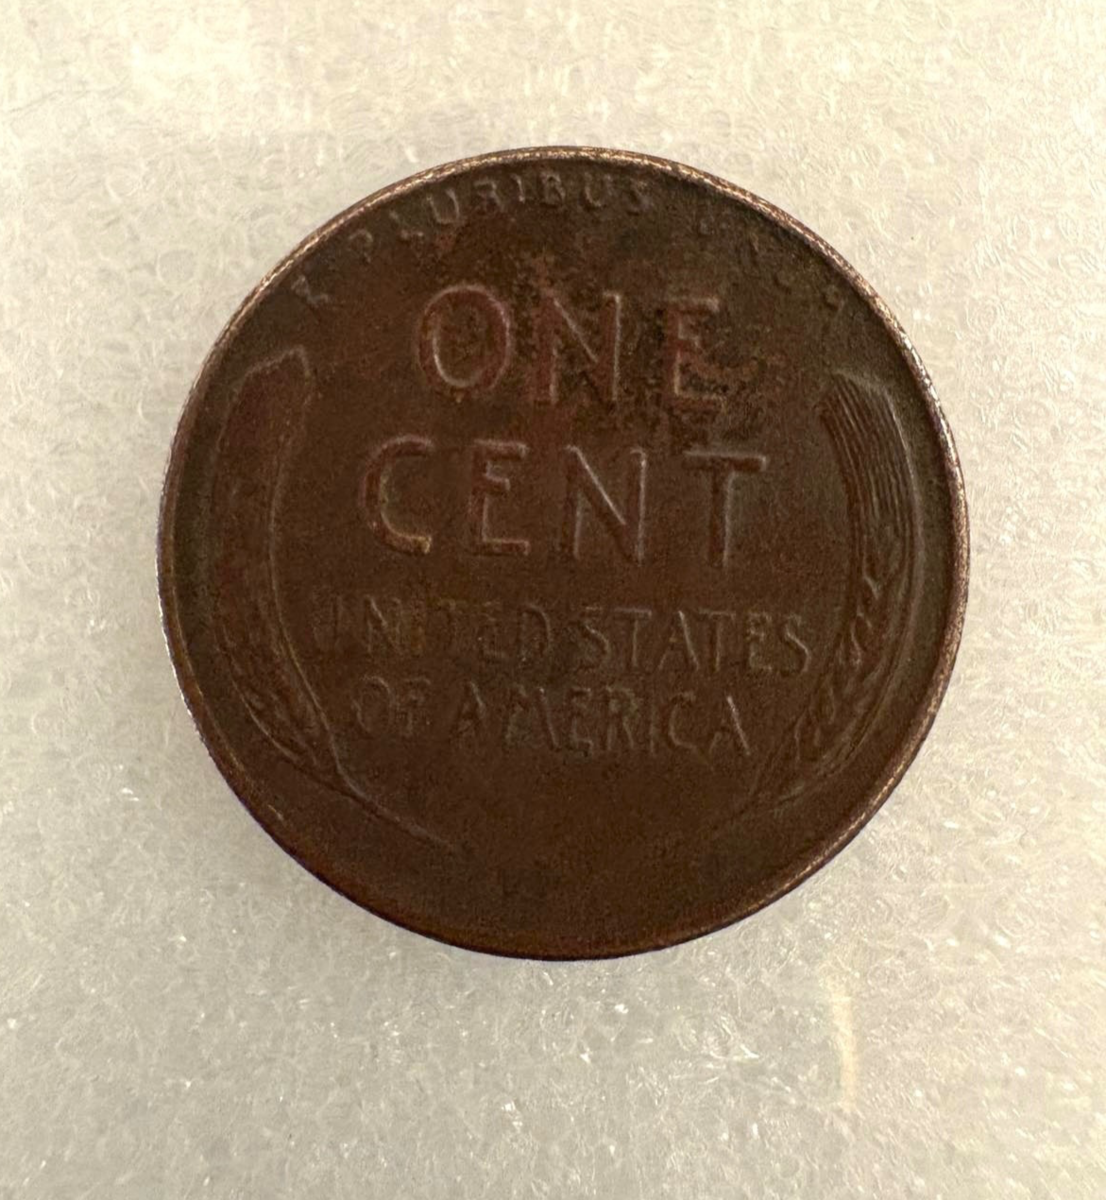 E PLURIBUS
ONE
CENT
UNITED STATES
OF AMERICA